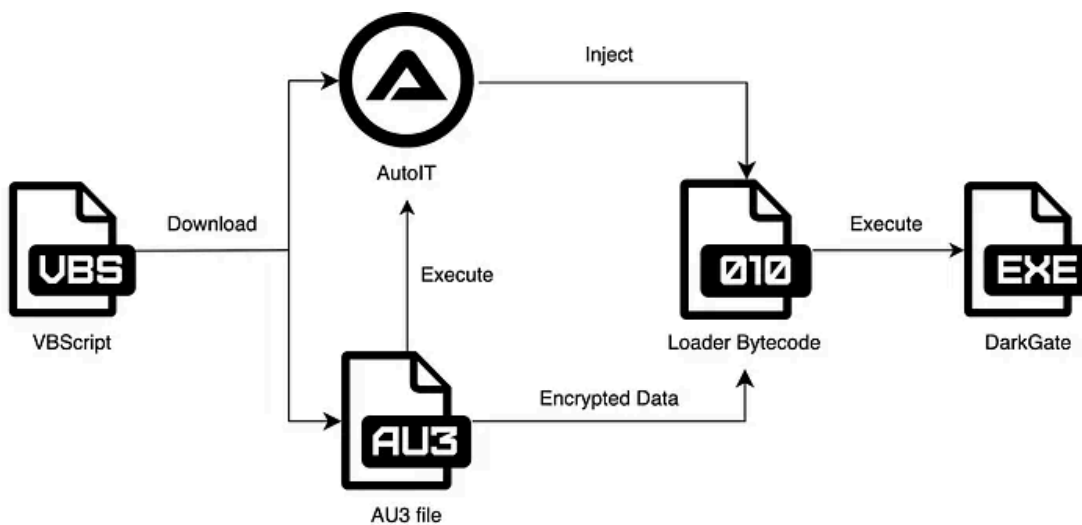 Inject
AutoIT
Download
Execute
VBS
VBScript
010
Loader Bytecode
Execute
EXE
DarkGate
Encrypted Data
AU3
AU3 file